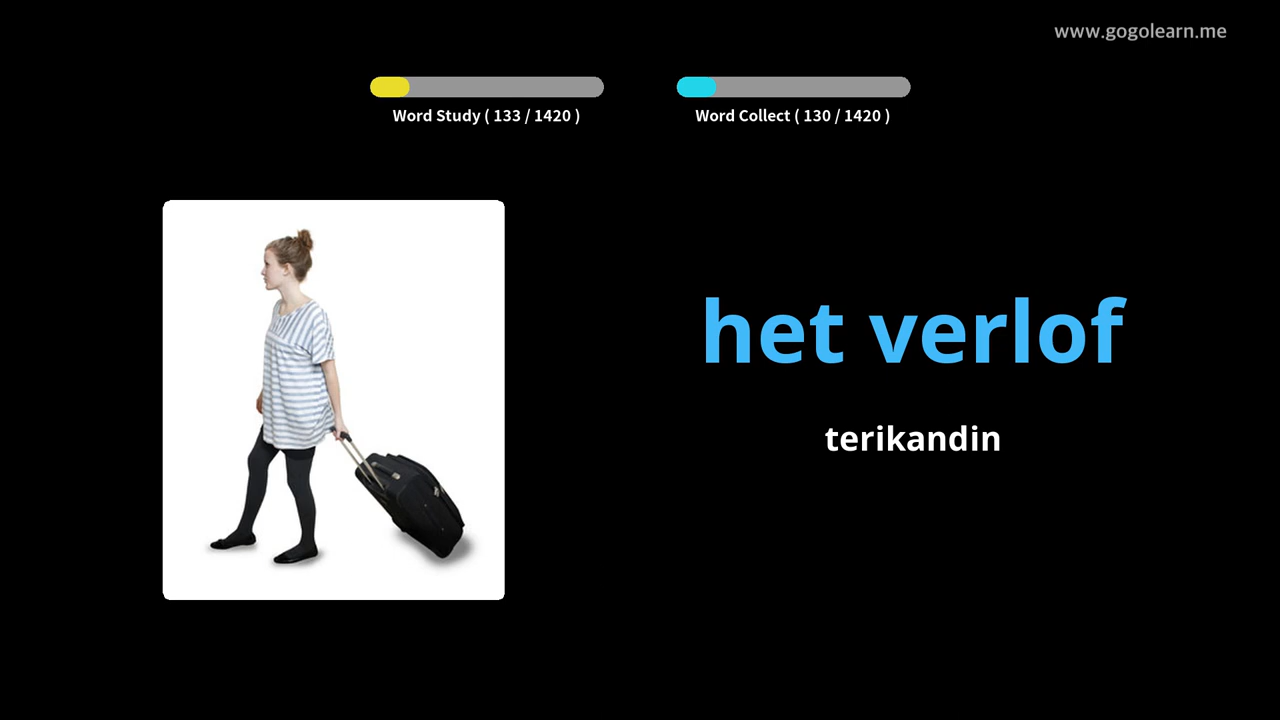 www.gogolearn.me
Word Study ( 133 / 1420 )
Word Collect ( 130 / 1420 )
het verlof
terikandin